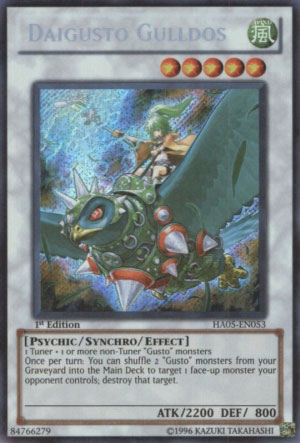 DAIGUSTO GULLDOS
WIND
風
1st Edition
HA05-EN053
[PSYCHIC/SYNCHRO/EFFECT]
1 Tuner + 1 or more non-Tuner "Gusto" monsters
Once per turn: You can shuffle 2 "Gusto" monsters from your
Graveyard into the Main Deck to target 1 face-up monster your
opponent controls; destroy that target.
ATK/2200 DEF/ 800
84766279
©1996 KAZUKI TAKAHASHI